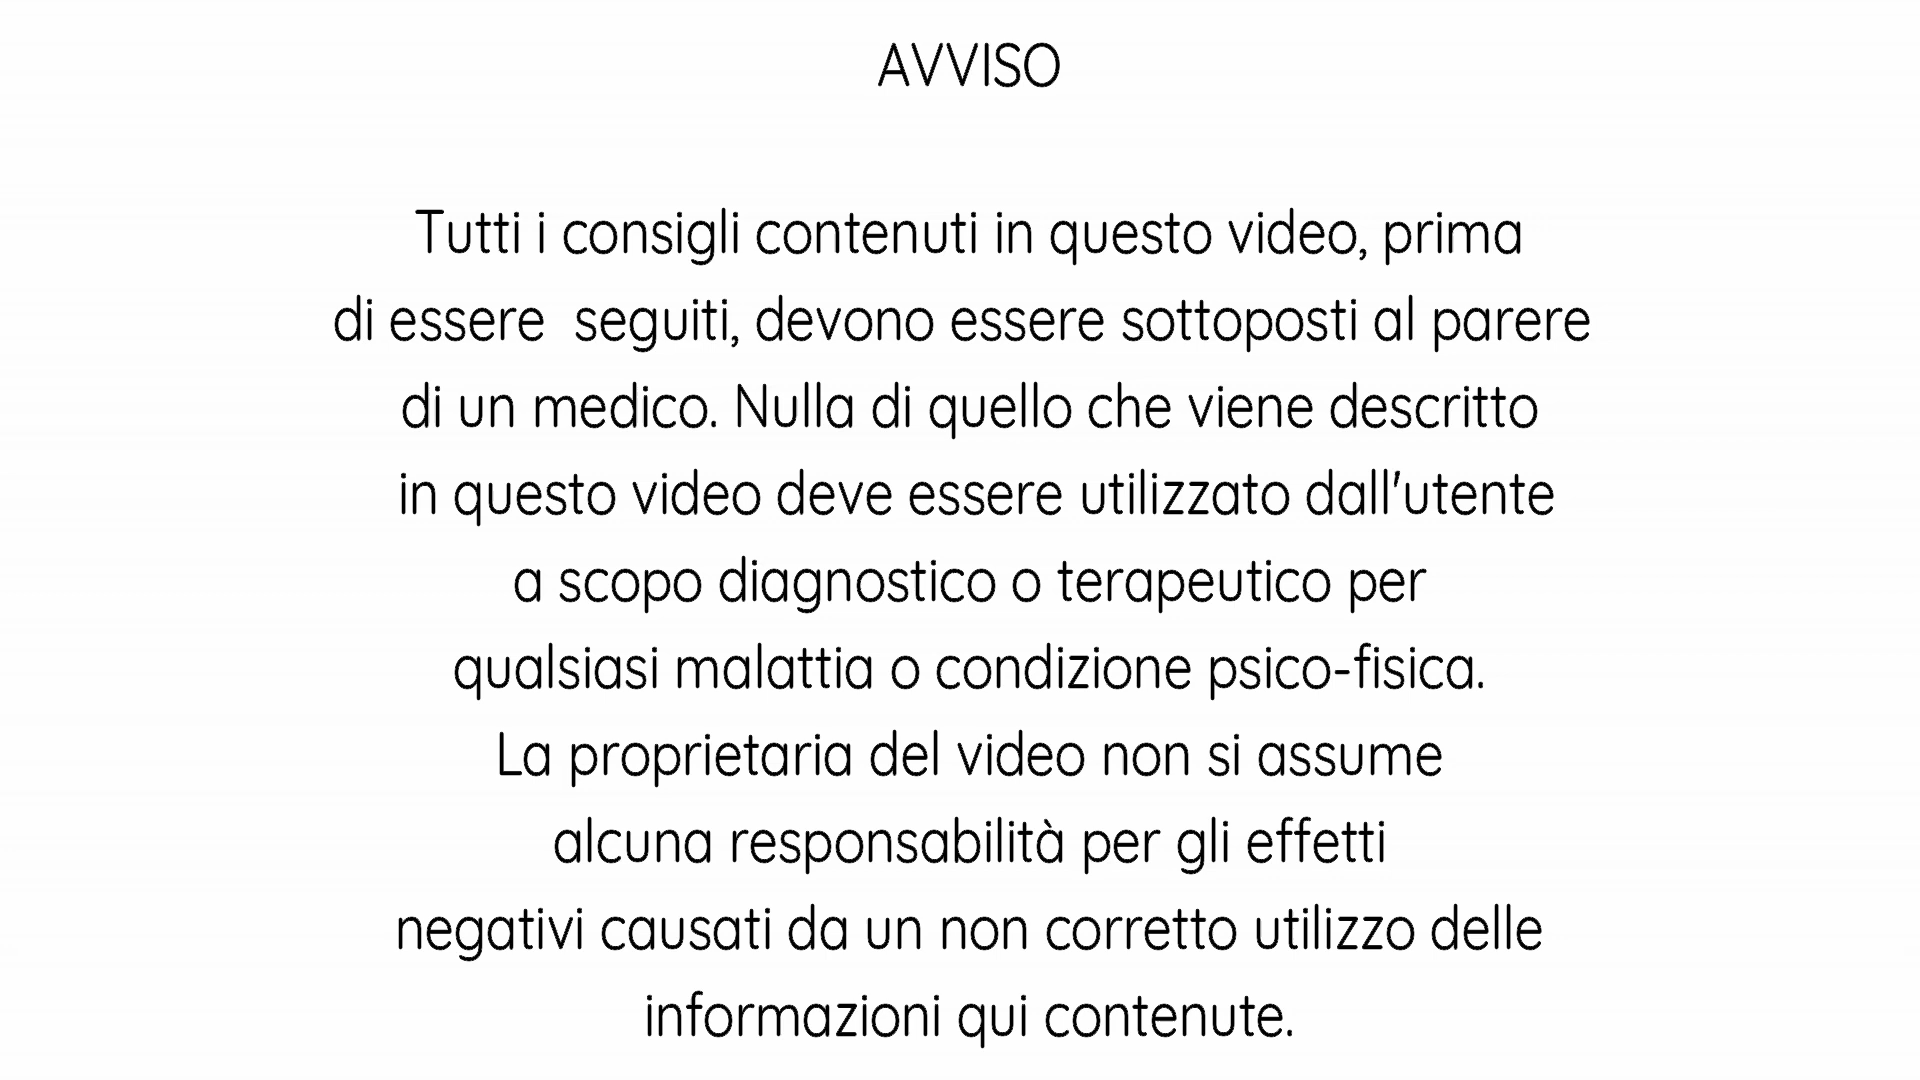 AVVISO
Tutti i consigli contenuti in questo video, prima
di essere  seguiti, devono essere sottoposti al parere
di un medico. Nulla di quello che viene descritto
in questo video deve essere utilizzato dall'utente
a scopo diagnostico o terapeutico per
qualsiasi malattia o condizione psico-fisica.
La proprietaria del video non si assume
alcuna responsabilità per gli effetti
negativi causati da un non corretto utilizzo delle
informazioni qui contenute.